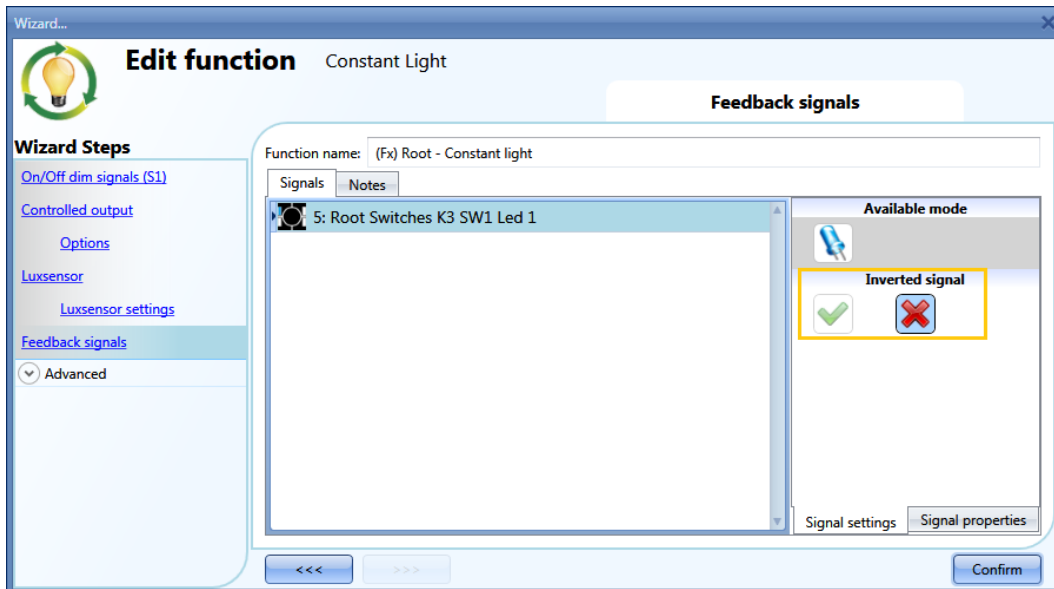 Wizard...
Edit function Constant Light
Feedback signals
Wizard Steps
On/Off dim signals (S1)
Controlled output
Options
Luxsensor
Luxsensor settings
Feedback signals
Advanced
Function name: (Fx) Root - Constant light
Signals Notes
5: Root Switches K3 SW1 Led 1
Available mode
Inverted signal
Signal settings Signal properties
<<< >>> Confirm